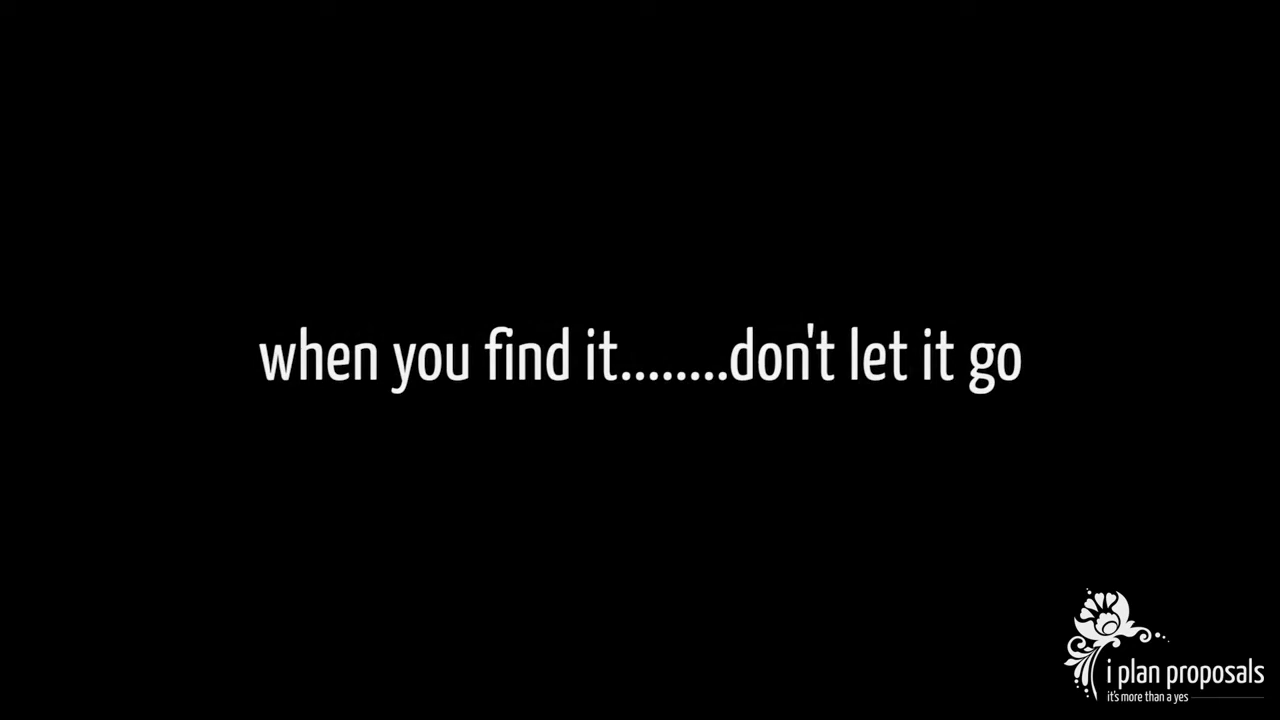 when you find it........don't let it go
i plan proposals
it's more than a yes